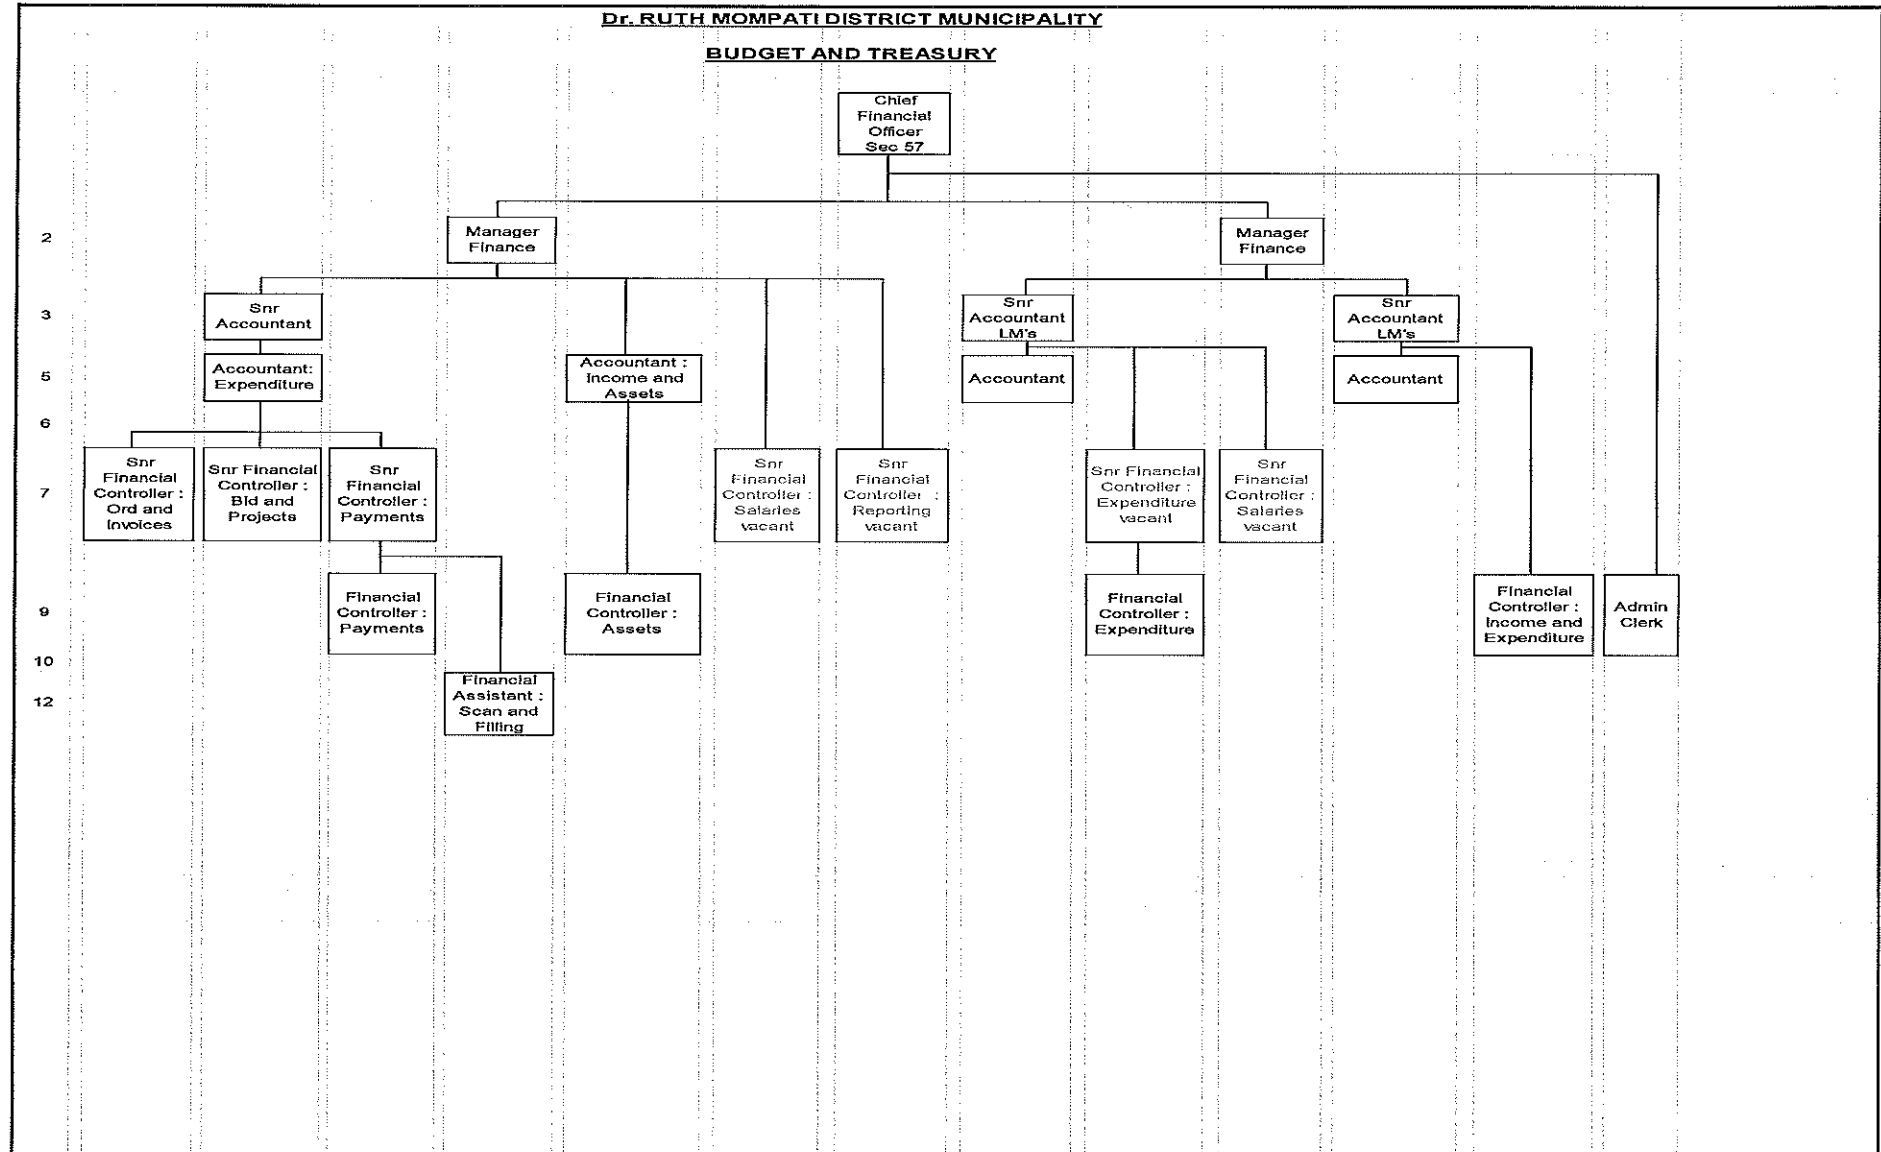 Dr. RUTH MOMPATI DISTRICT MUNICIPALITY
BUDGET AND TREASURY
Chief
Financial
Officer
Sec 57
2
Manager
Finance
Manager
Finance
3
Snr
Accountant
Snr
Accountant
LM's
Snr
Accountant
LM's
5
Accountant:
Expenditure
Accountant :
Income and
Assets
Accountant
Accountant
6
7
Snr
Financial
Controller :
Ord and
Invoices
Snr Financial
Controller :
Bid and
Projects
Snr
Financial
Controller :
Payments
Snr
Financial
Controller :
Salaries
vacant
Snr
Financial
Controller :
Reporting
vacant
Snr Financial
Controller :
Expenditure
vacant
Snr
Financial
Controller :
Salaries
vacant
9
Financial
Controller :
Payments
Financial
Controller :
Assets
Financial
Controller :
Expenditure
Financial
Controller :
Income and
Expenditure
Admin
Clerk
10
12
Financial
Assistant :
Scan and
Filling